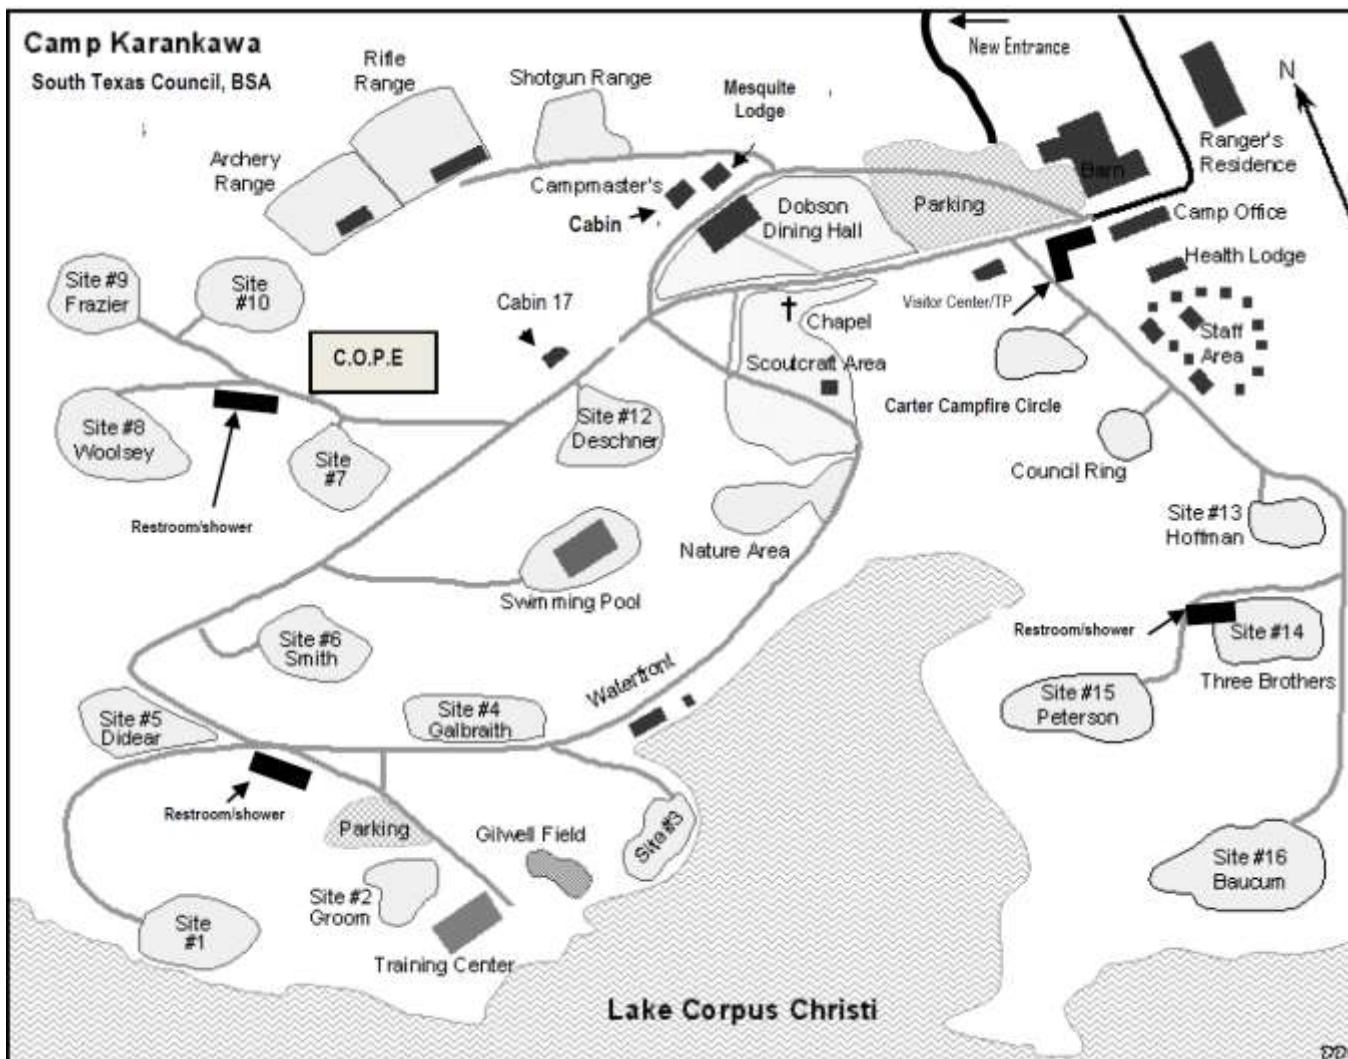 Camp Karankawa
South Texas Council, BSA
Rifle
Range
Shotgun Range
Mesquite
Lodge
New Entrance
N
Ranger's
Residence
Archery
Range
Campmaster's
Cabin
Dobson
Dining Hall
Parking
Barn
Camp Office
Health Lodge
Visitor Center/TP
Staff
Area
Site #9
Frazier
Site
#10
Cabin 17
C.O.P.E
Chapel
Scoutcraft Area
Carter Campfire Circle
Council Ring
Site #8
Woolsey
Site
#7
Site #12
Deschner
Restroom/shower
Nature Area
Site #13
Hoffman
Swimming Pool
Site #6
Smith
Restroom/shower
Site #14
Three Brothers
Site #15
Peterson
Waterfront
Site #5
Didear
Site #4
Galbraith
Restroom/shower
Parking
Gilwell Field
Site #3
Site #16
Baucum
Site #2
Groom
Site
#1
Training Center
Lake Corpus Christi